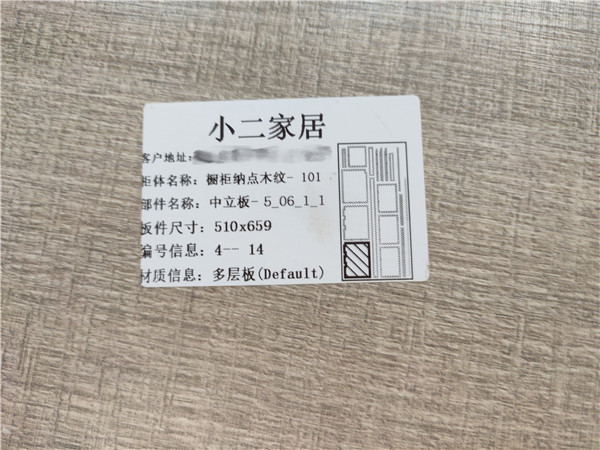 小二家居
客户地址:
柜体名称: 橱柜纳点木纹- 101
部件名称: 中立板- 5_06_1_1
板件尺寸: 510x659
编号信息: 4-- 14
材质信息: 多层板(Default)